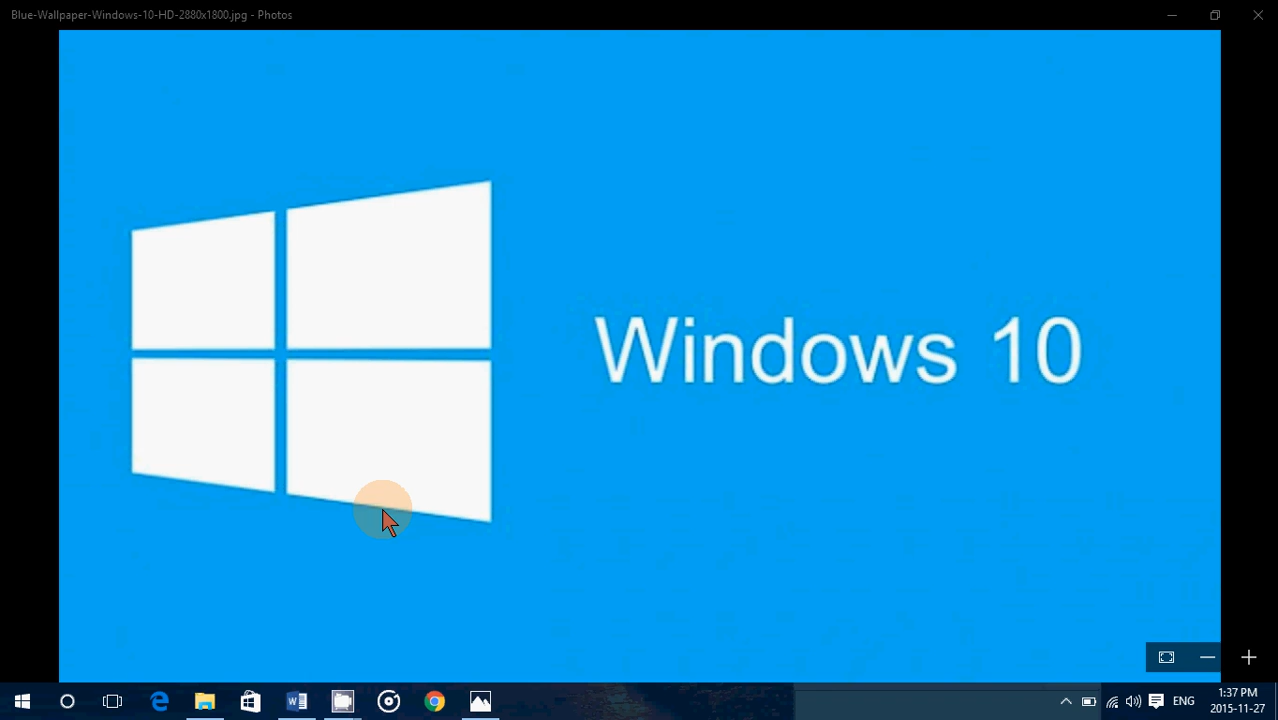 Blue-Wallpaper-Windows-10-HD-2880x1800.jpg - Photos
Windows 10
ENG
1:37 PM
2015-11-27